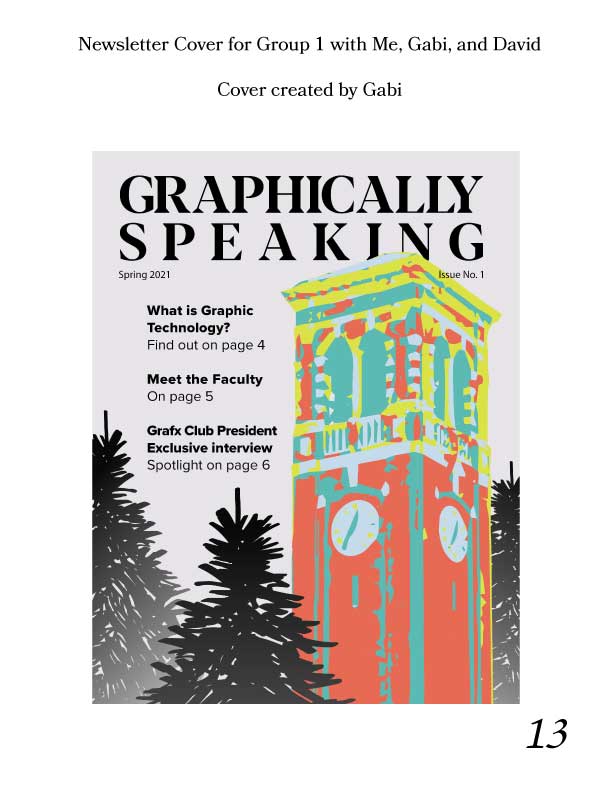 Newsletter Cover for Group 1 with Me, Gabi, and David
Cover created by Gabi
GRAPHICALLY
SPEAKING
Spring 2021
Issue No. 1
What is Graphic
Technology?
Find out on page 4
Meet the Faculty
On page 5
Grafx Club President
Exclusive interview
Spotlight on page 6
13